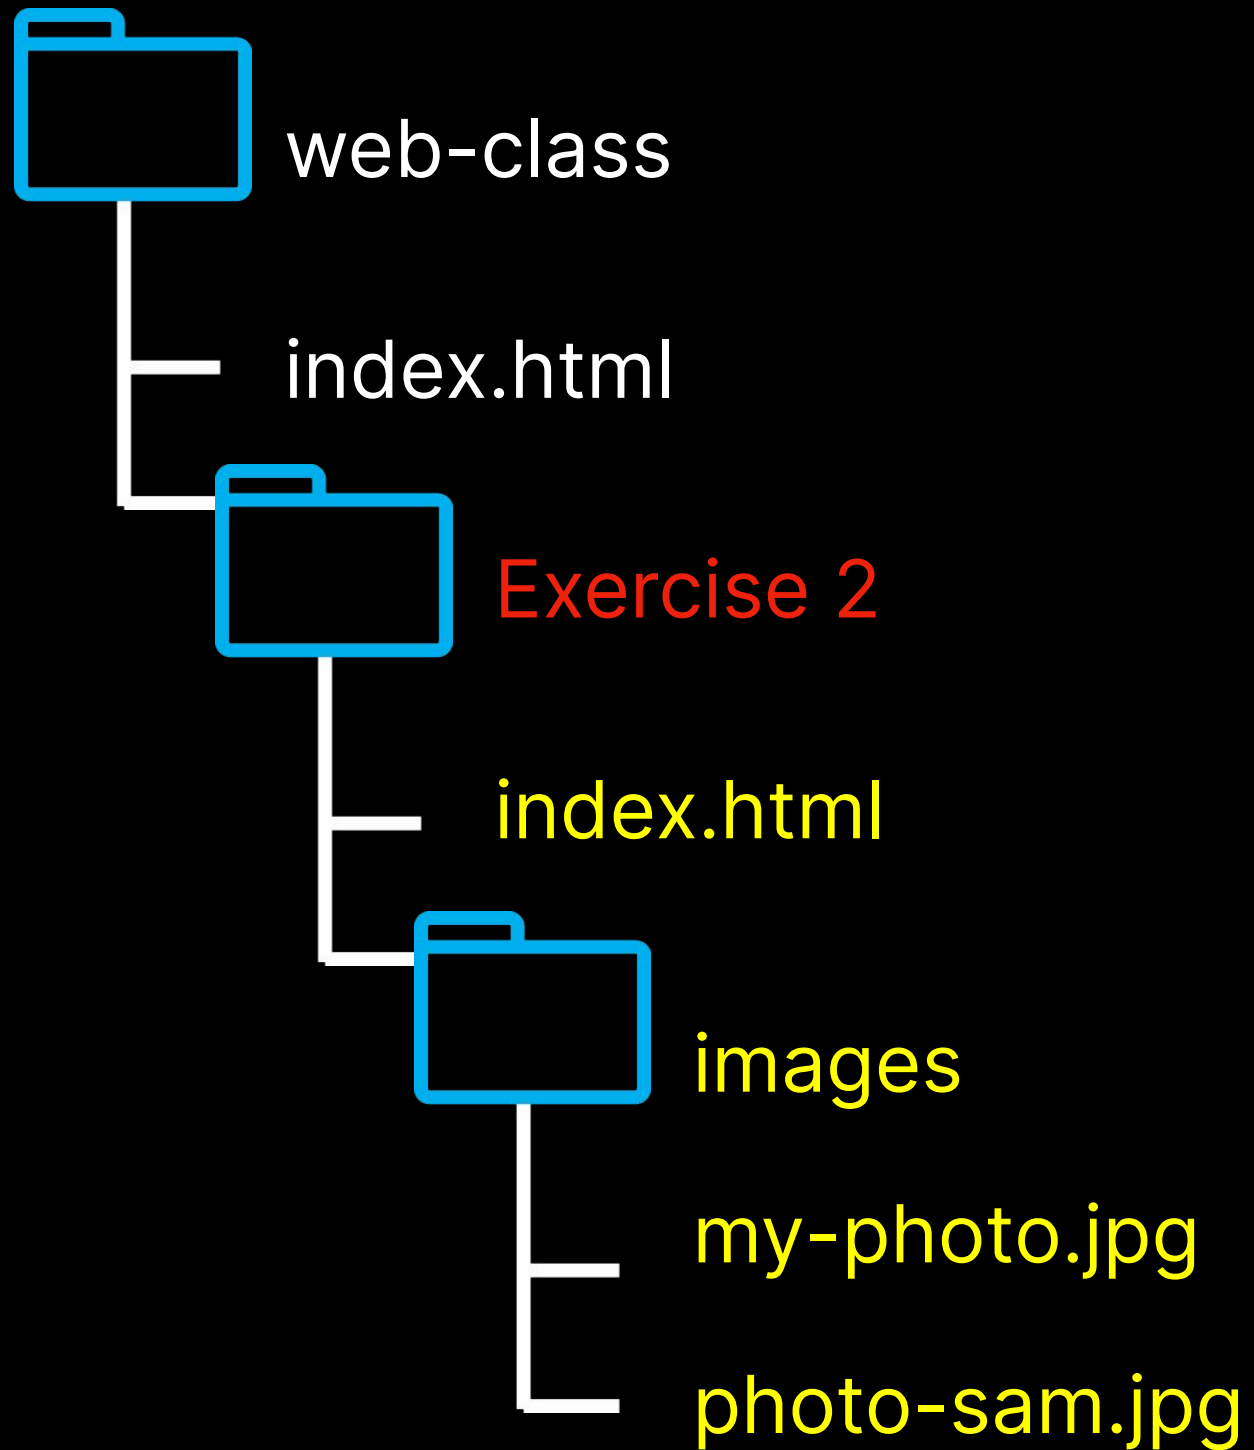 web-class
index.html
Exercise 2
index.html
images
my-photo.jpg
photo-sam.jpg